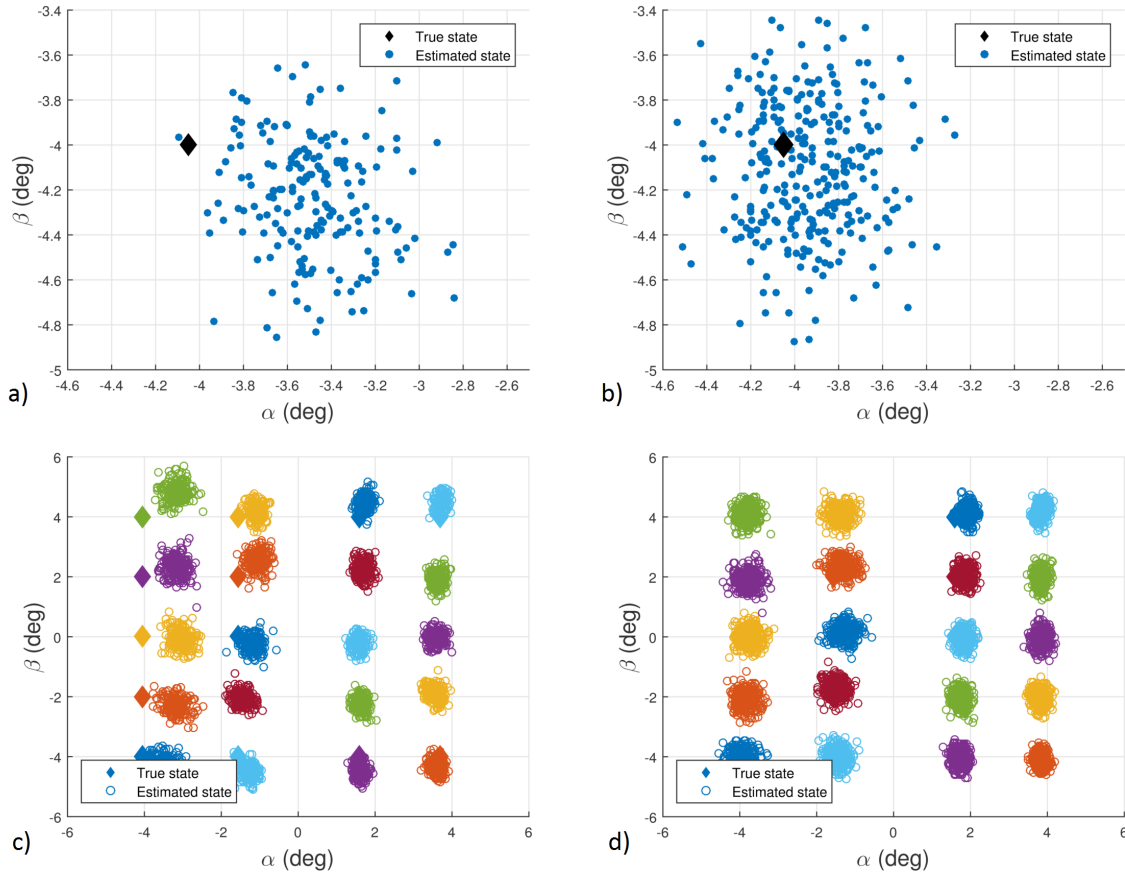 -3.4
-3.6
-3.8
-4
-4.2
-4.4
-4.6
-4.8
-5
β (deg)
True state
Estimated state
-4.6 -4.4 -4.2 -4 -3.8 -3.6 -3.4 -3.2 -3 -2.8 -2.6
α (deg)
a)
-3.4
-3.6
-3.8
-4
-4.2
-4.4
-4.6
-4.8
-5
β (deg)
True state
Estimated state
-4.6 -4.4 -4.2 -4 -3.8 -3.6 -3.4 -3.2 -3 -2.8 -2.6
α (deg)
b)
6
4
2
0
-2
-4
-6
β (deg)
True state
Estimated state
-6 -4 -2 0 2 4 6
α (deg)
c)
6
4
2
0
-2
-4
-6
β (deg)
True state
Estimated state
-6 -4 -2 0 2 4 6
α (deg)
d)